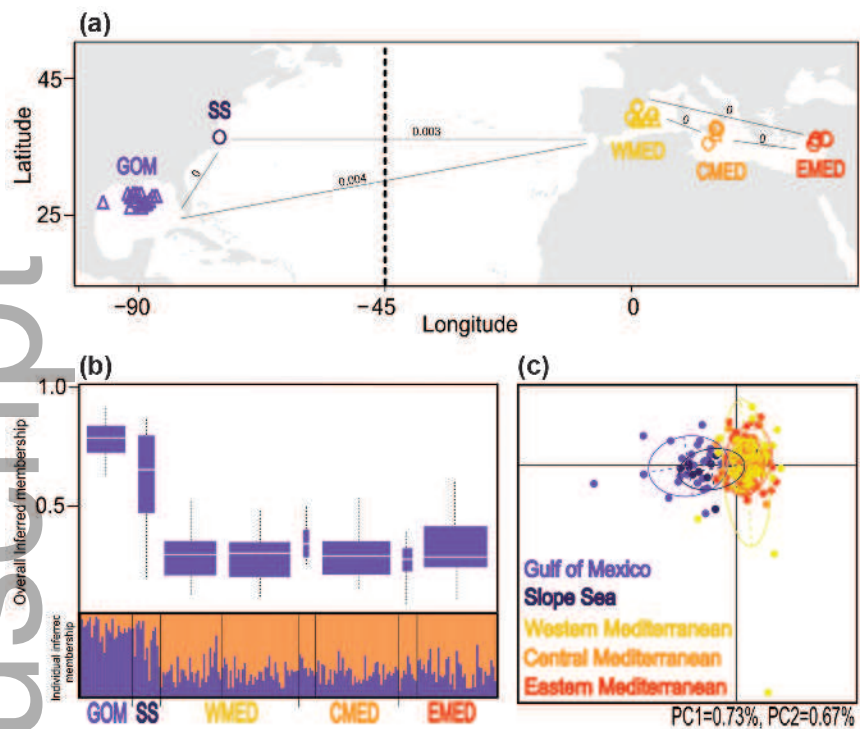 (a)
45
25
Latitude
SS
GOM
0
0.003
0.004
0
0
0
WMED
CMED
EMED
−90
−45
0
Longitude
(b)
1.0
0.5
Overall Inferred membership
Individual inferred
membership
GOM SS WMED CMED EMED
(c)
Gulf of Mexico
Slope Sea
Western Mediterranean
Central Mediterranean
Eastern Mediterranean
PC1=0.73%, PC2=0.67%